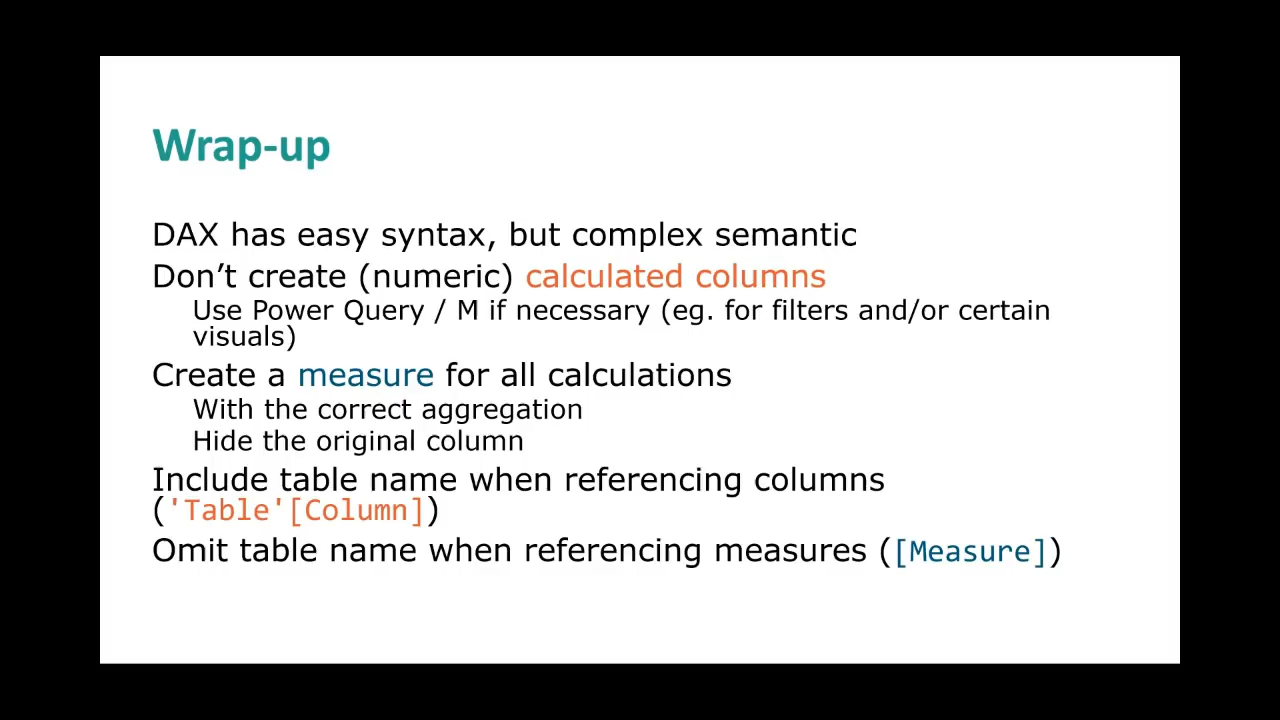 Wrap-up
DAX has easy syntax, but complex semantic
Don’t create (numeric) calculated columns
Use Power Query / M if necessary (eg. for filters and/or certain
visuals)
Create a measure for all calculations
With the correct aggregation
Hide the original column
Include table name when referencing columns
('Table'[Column])
Omit table name when referencing measures ([Measure])